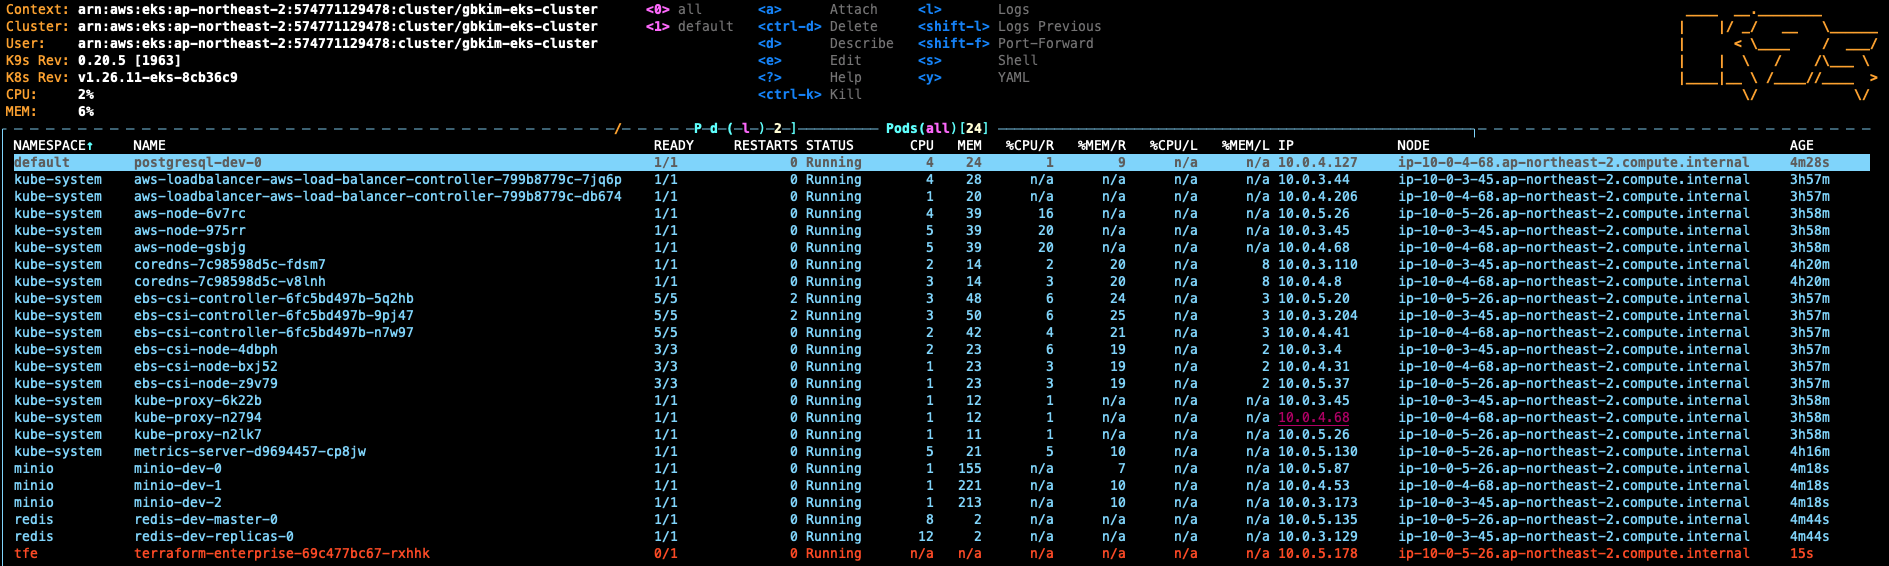 Context: arn:aws:eks:ap-northeast-2:574771129478:cluster/gbkim-eks-cluster <0> all <a> Attach <l> Logs
Cluster: arn:aws:eks:ap-northeast-2:574771129478:cluster/gbkim-eks-cluster <1> default <ctrl-d> Delete <shift-l> Logs Previous
User: arn:aws:eks:ap-northeast-2:574771129478:cluster/gbkim-eks-cluster <d> Describe <shift-f> Port-Forward
K9s Rev: 0.20.5 [1963] <e> Edit <s> Shell
K8s Rev: v1.26.11-eks-8cb36c9 <?> Help <y> YAML
CPU: 2% <ctrl-k> Kill
MEM: 6%
/ P d ( l ) 2 ] Pods(all)[24]
NAMESPACE↑ NAME READY RESTARTS STATUS CPU MEM %CPU/R %MEM/R %CPU/L %MEM/L IP NODE AGE
default postgresql-dev-0 1/1 0 Running 4 24 1 9 n/a n/a 10.0.4.127 ip-10-0-4-68.ap-northeast-2.compute.internal 4m28s
kube-system aws-loadbalancer-aws-load-balancer-controller-799b8779c-7jq6p 1/1 0 Running 4 28 n/a n/a n/a n/a 10.0.3.44 ip-10-0-3-45.ap-northeast-2.compute.internal 3h57m
kube-system aws-loadbalancer-aws-load-balancer-controller-799b8779c-db674 1/1 0 Running 1 20 n/a n/a n/a n/a 10.0.4.206 ip-10-0-4-68.ap-northeast-2.compute.internal 3h57m
kube-system aws-node-6v7rc 1/1 0 Running 4 39 16 n/a n/a n/a 10.0.5.26 ip-10-0-5-26.ap-northeast-2.compute.internal 3h58m
kube-system aws-node-975rr 1/1 0 Running 5 39 20 n/a n/a n/a 10.0.3.45 ip-10-0-3-45.ap-northeast-2.compute.internal 3h58m
kube-system aws-node-gsbjg 1/1 0 Running 5 39 20 n/a n/a n/a 10.0.4.68 ip-10-0-4-68.ap-northeast-2.compute.internal 3h58m
kube-system coredns-7c98598d5c-fdsm7 1/1 0 Running 2 14 2 20 n/a 8 10.0.3.110 ip-10-0-3-45.ap-northeast-2.compute.internal 4h20m
kube-system coredns-7c98598d5c-v8lnh 1/1 0 Running 3 14 3 20 n/a 8 10.0.4.8 ip-10-0-4-68.ap-northeast-2.compute.internal 4h20m
kube-system ebs-csi-controller-6fc5bd497b-5q2hb 5/5 2 Running 3 48 6 24 n/a 3 10.0.5.20 ip-10-0-5-26.ap-northeast-2.compute.internal 3h57m
kube-system ebs-csi-controller-6fc5bd497b-9pj47 5/5 2 Running 3 50 6 25 n/a 3 10.0.3.204 ip-10-0-3-45.ap-northeast-2.compute.internal 3h57m
kube-system ebs-csi-controller-6fc5bd497b-n7w97 5/5 0 Running 2 42 4 21 n/a 3 10.0.4.41 ip-10-0-4-68.ap-northeast-2.compute.internal 3h57m
kube-system ebs-csi-node-4dbph 3/3 0 Running 2 23 6 19 n/a 2 10.0.3.4 ip-10-0-3-45.ap-northeast-2.compute.internal 3h57m
kube-system ebs-csi-node-bxj52 3/3 0 Running 1 23 3 19 n/a 2 10.0.4.31 ip-10-0-4-68.ap-northeast-2.compute.internal 3h57m
kube-system ebs-csi-node-z9v79 3/3 0 Running 1 23 3 19 n/a 2 10.0.5.37 ip-10-0-5-26.ap-northeast-2.compute.internal 3h57m
kube-system kube-proxy-6k22b 1/1 0 Running 1 12 1 n/a n/a n/a 10.0.3.45 ip-10-0-3-45.ap-northeast-2.compute.internal 3h58m
kube-system kube-proxy-n2794 1/1 0 Running 1 12 1 n/a n/a n/a 10.0.4.68 ip-10-0-4-68.ap-northeast-2.compute.internal 3h58m
kube-system kube-proxy-n2lk7 1/1 0 Running 1 11 1 n/a n/a n/a 10.0.5.26 ip-10-0-5-26.ap-northeast-2.compute.internal 3h58m
kube-system metrics-server-d9694457-cp8jw 1/1 0 Running 5 21 5 10 n/a n/a 10.0.5.130 ip-10-0-5-26.ap-northeast-2.compute.internal 4h16m
minio minio-dev-0 1/1 0 Running 1 155 n/a 7 n/a n/a 10.0.5.87 ip-10-0-5-26.ap-northeast-2.compute.internal 4m18s
minio minio-dev-1 1/1 0 Running 1 221 n/a 10 n/a n/a 10.0.4.53 ip-10-0-4-68.ap-northeast-2.compute.internal 4m18s
minio minio-dev-2 1/1 0 Running 1 213 n/a 10 n/a n/a 10.0.3.173 ip-10-0-3-45.ap-northeast-2.compute.internal 4m18s
redis redis-dev-master-0 1/1 0 Running 8 2 n/a n/a n/a n/a 10.0.5.135 ip-10-0-5-26.ap-northeast-2.compute.internal 4m44s
redis redis-dev-replicas-0 1/1 0 Running 12 2 n/a n/a n/a n/a 10.0.3.129 ip-10-0-3-45.ap-northeast-2.compute.internal 4m44s
tfe terraform-enterprise-69c477bc67-rxhhk 0/1 0 Running n/a n/a n/a n/a n/a n/a 10.0.5.178 ip-10-0-5-26.ap-northeast-2.compute.internal 15s